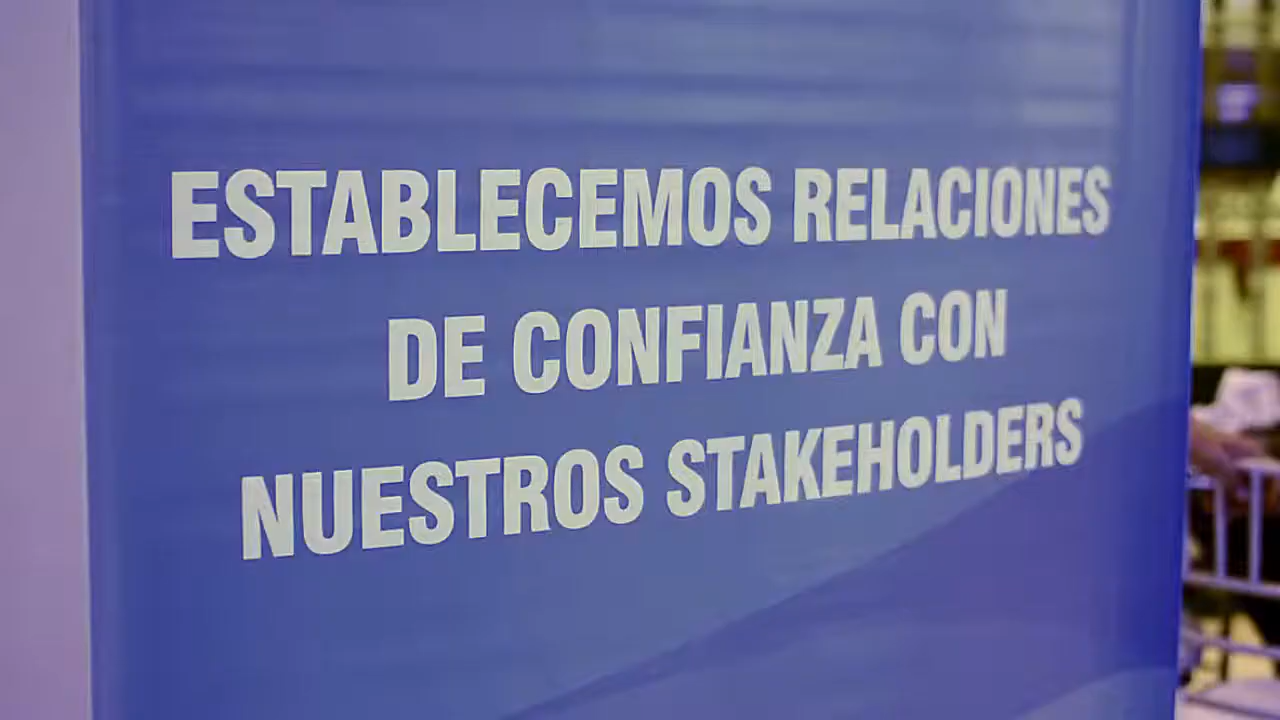 ESTABLECEMOS RELACIONES
DE CONFIANZA CON
NUESTROS STAKEHOLDERS